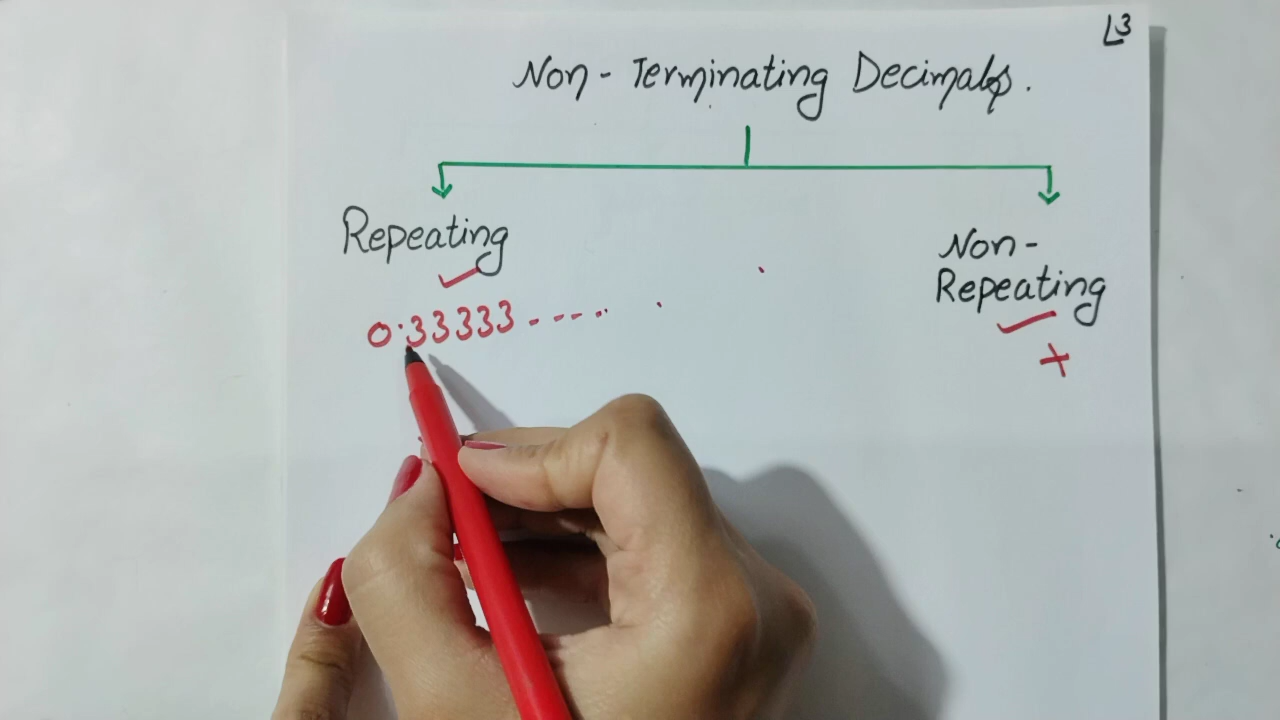 L3
Non-Terminating Decimals.
Repeating
0.33333.----
Non-
Repeating